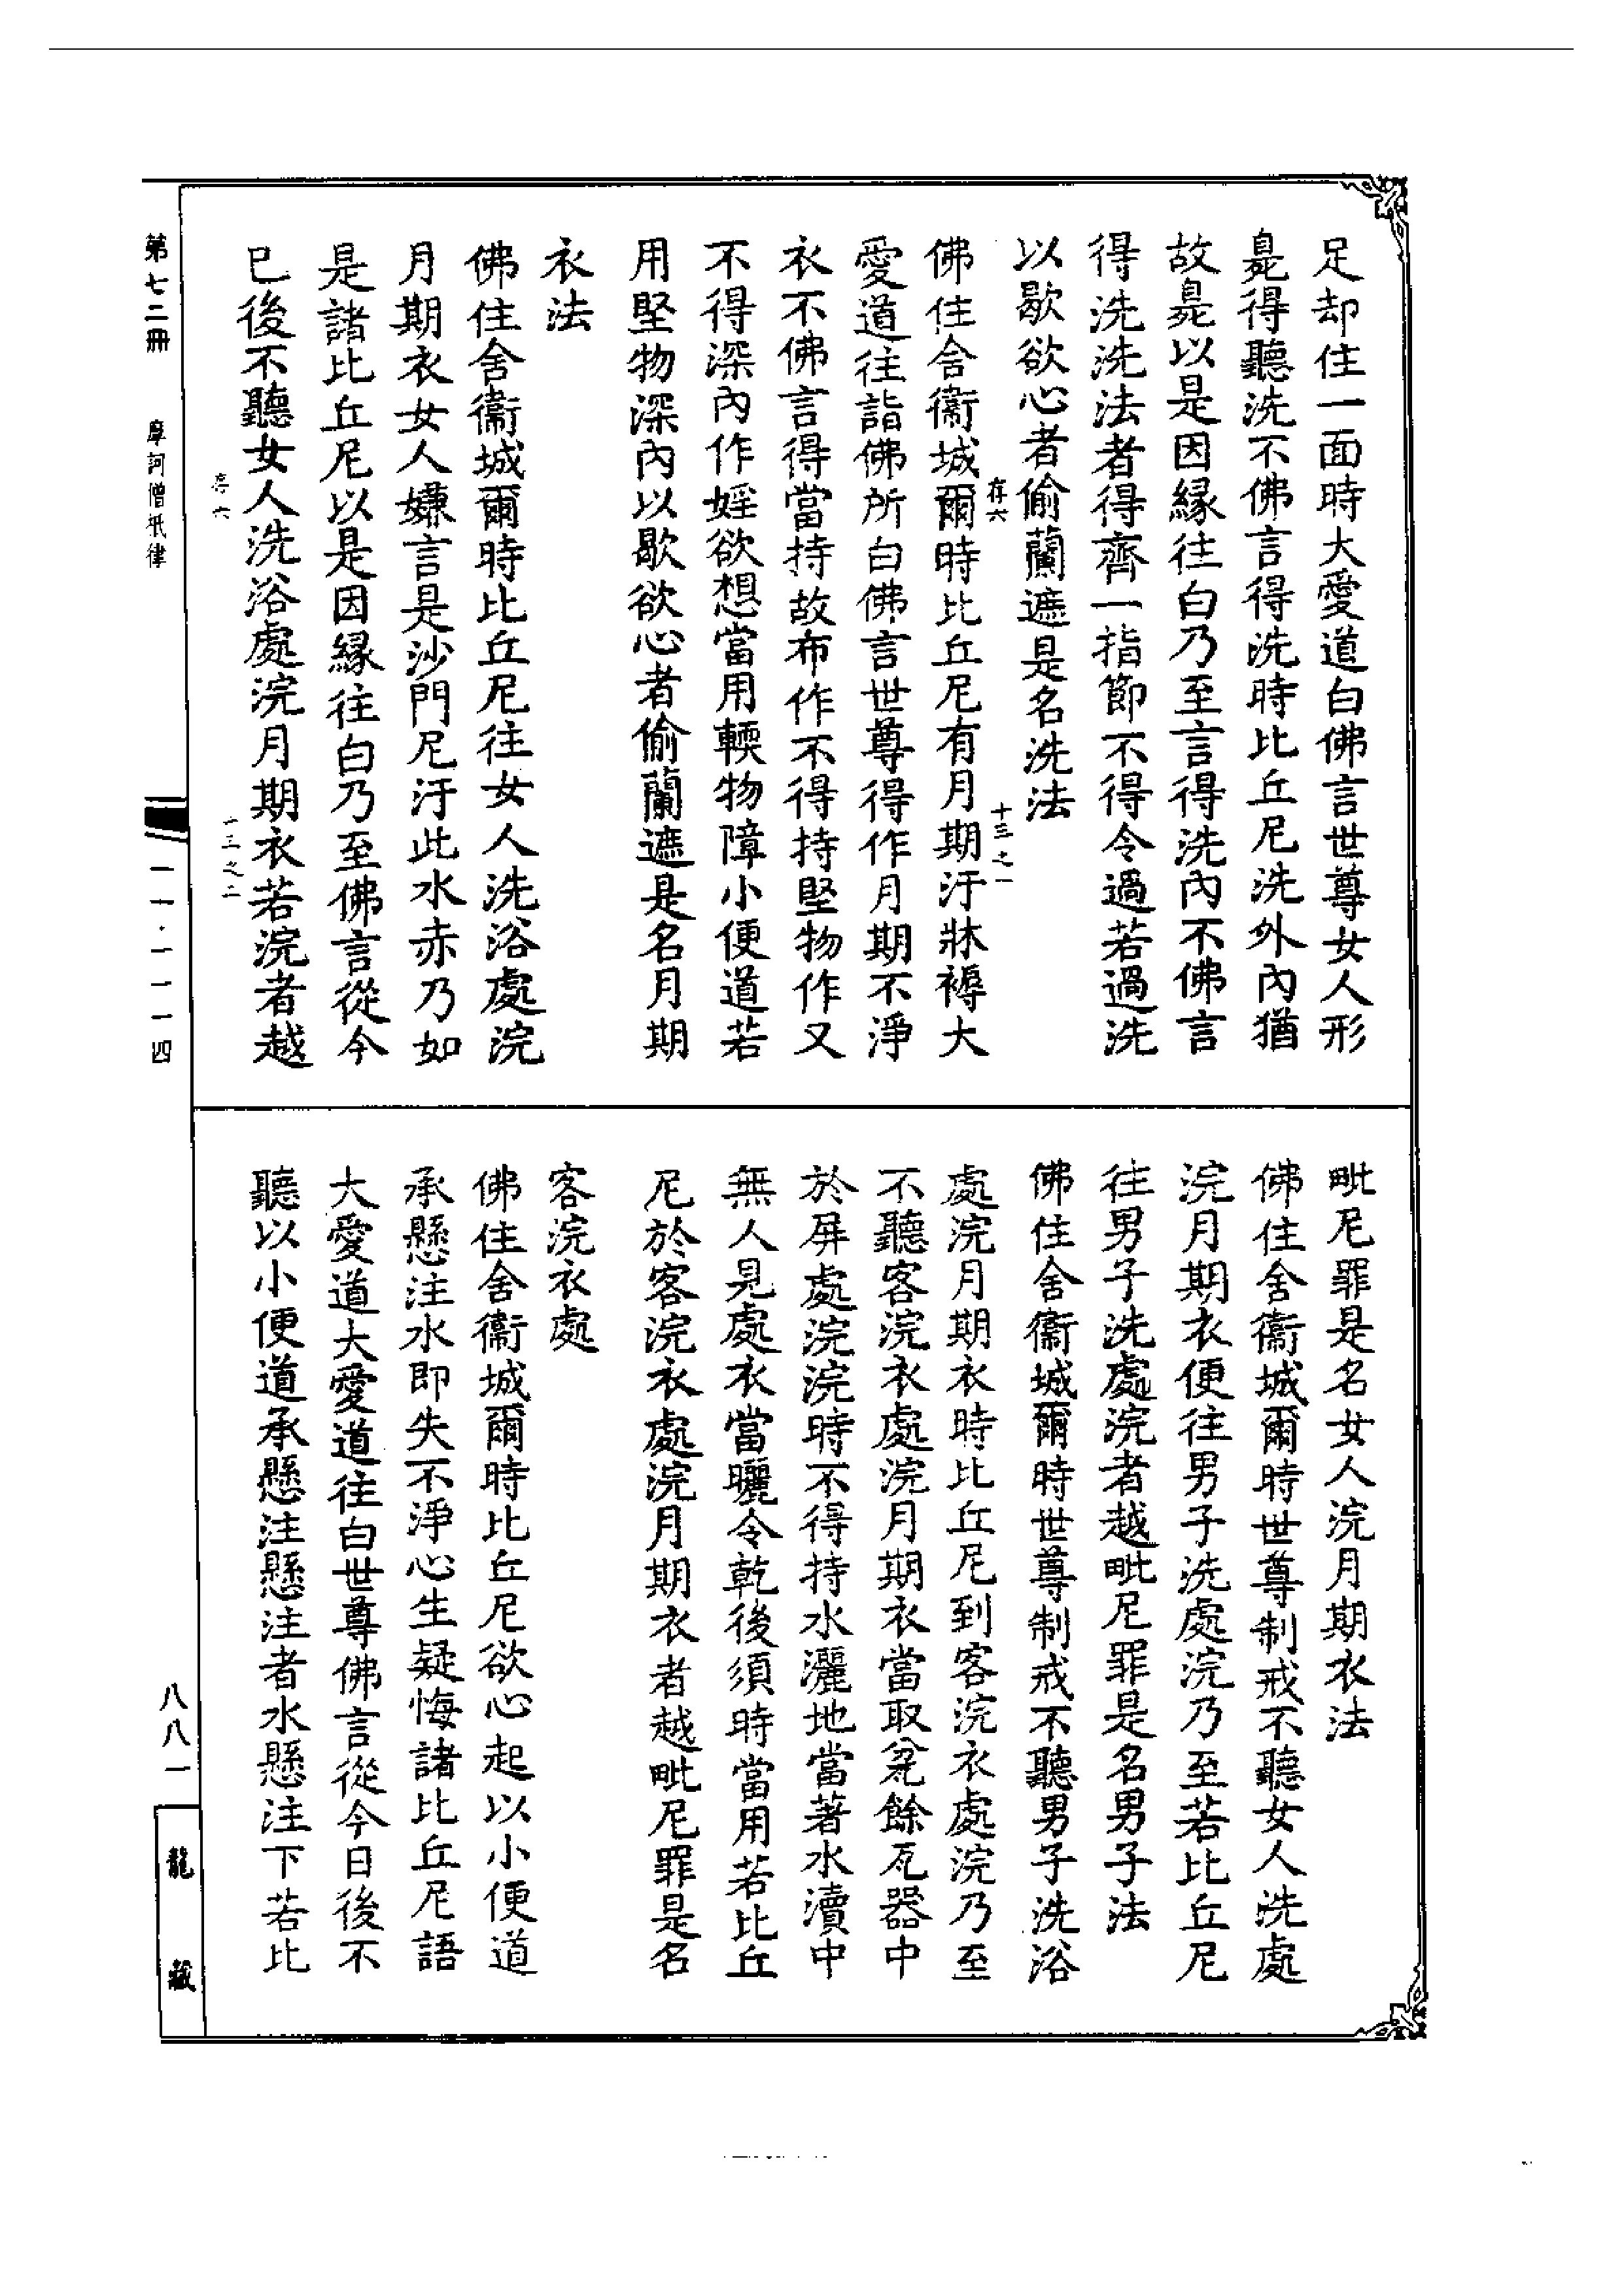 足却住一面時大愛道白佛言世尊女人形
㲋得聽洗不佛言得洗時比丘尼洗外內猶
故㲋以是因緣往白乃至言得洗內不佛言
得洗洗法者得齊一指節不得令過若過洗
以歇欲心者偷蘭遮是名洗法
存六
十三之一
佛住舍衞城爾時比丘尼有月期汙牀褥大
愛道往詣佛所白佛言世尊得作月期不淨
衣不佛言得當持故布作不得持堅物作又
不得深內作婬欲想當用輭物障小便道若
用堅物深內以歇欲心者偷蘭遮是名月期
衣法
佛住舍衞城爾時比丘尼往女人洗浴處浣
月期衣女人嫌言是沙門尼汙此水赤乃如
是諸比丘尼以是因緣往白乃至佛言從今
已後不聽女人洗浴處浣月期衣若浣者越
存六
十三之二
毗尼罪是名女人浣月期衣法
佛住舍衞城爾時世尊制戒不聽女人洗處
浣月期衣便往男子洗處浣乃至若比丘尼
往男子洗處浣者越毗尼罪是名男子法
佛住舍衞城爾時世尊制戒不聽男子洗浴
處浣月期衣時比丘尼到客浣衣處浣乃至
不聽客浣衣處浣月期衣當取瓫餘瓦器中
於屏處浣浣時不得持水灑地當著水瀆中
無人見處衣當曬令乾後須時當用若比丘
尼於客浣衣處浣月期衣者越毗尼罪是名
客浣衣處
佛住舍衞城爾時比丘尼欲心起以小便道
承懸注水即失不淨心生疑悔諸比丘尼語
大愛道大愛道往白世尊佛言從今日後不
聽以小便道承懸注懸注者水懸注下若比
第七二冊
摩訶僧祇律
一一·一一一四
八八一
龍藏